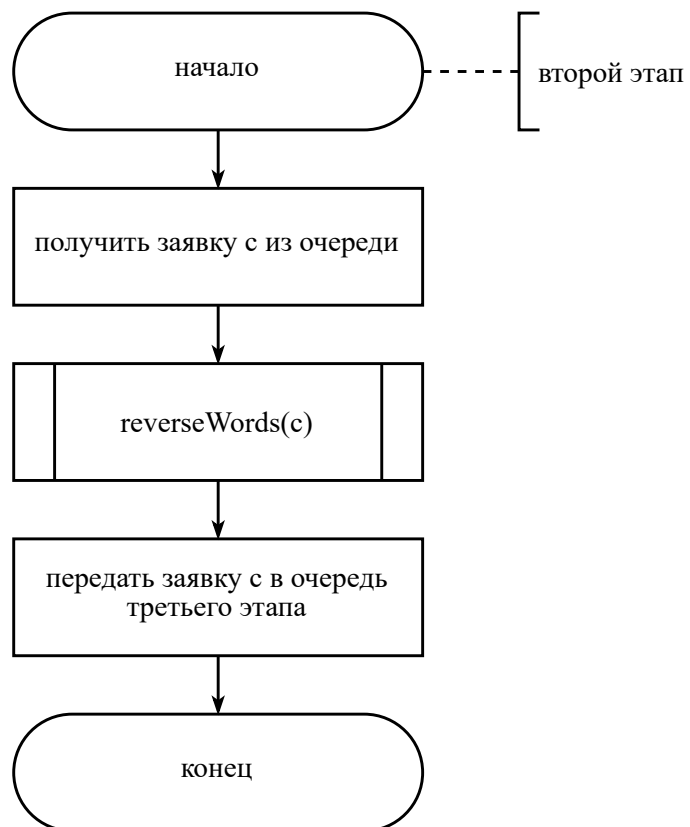 начало
второй этап
получить заявку с из очереди
reverseWords(c)
передать заявку с в очередь
третьего этапа
конец